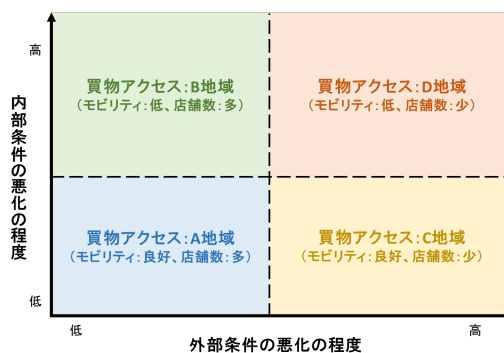 高
買物アクセス：B地域
（モビリティ：低、店舗数：多）
買物アクセス：D地域
（モビリティ：低、店舗数：少）
内部条件の悪化の程度
買物アクセス：A地域
（モビリティ：良好、店舗数：多）
買物アクセス：C地域
（モビリティ：良好、店舗数：少）
低
低
高
外部条件の悪化の程度